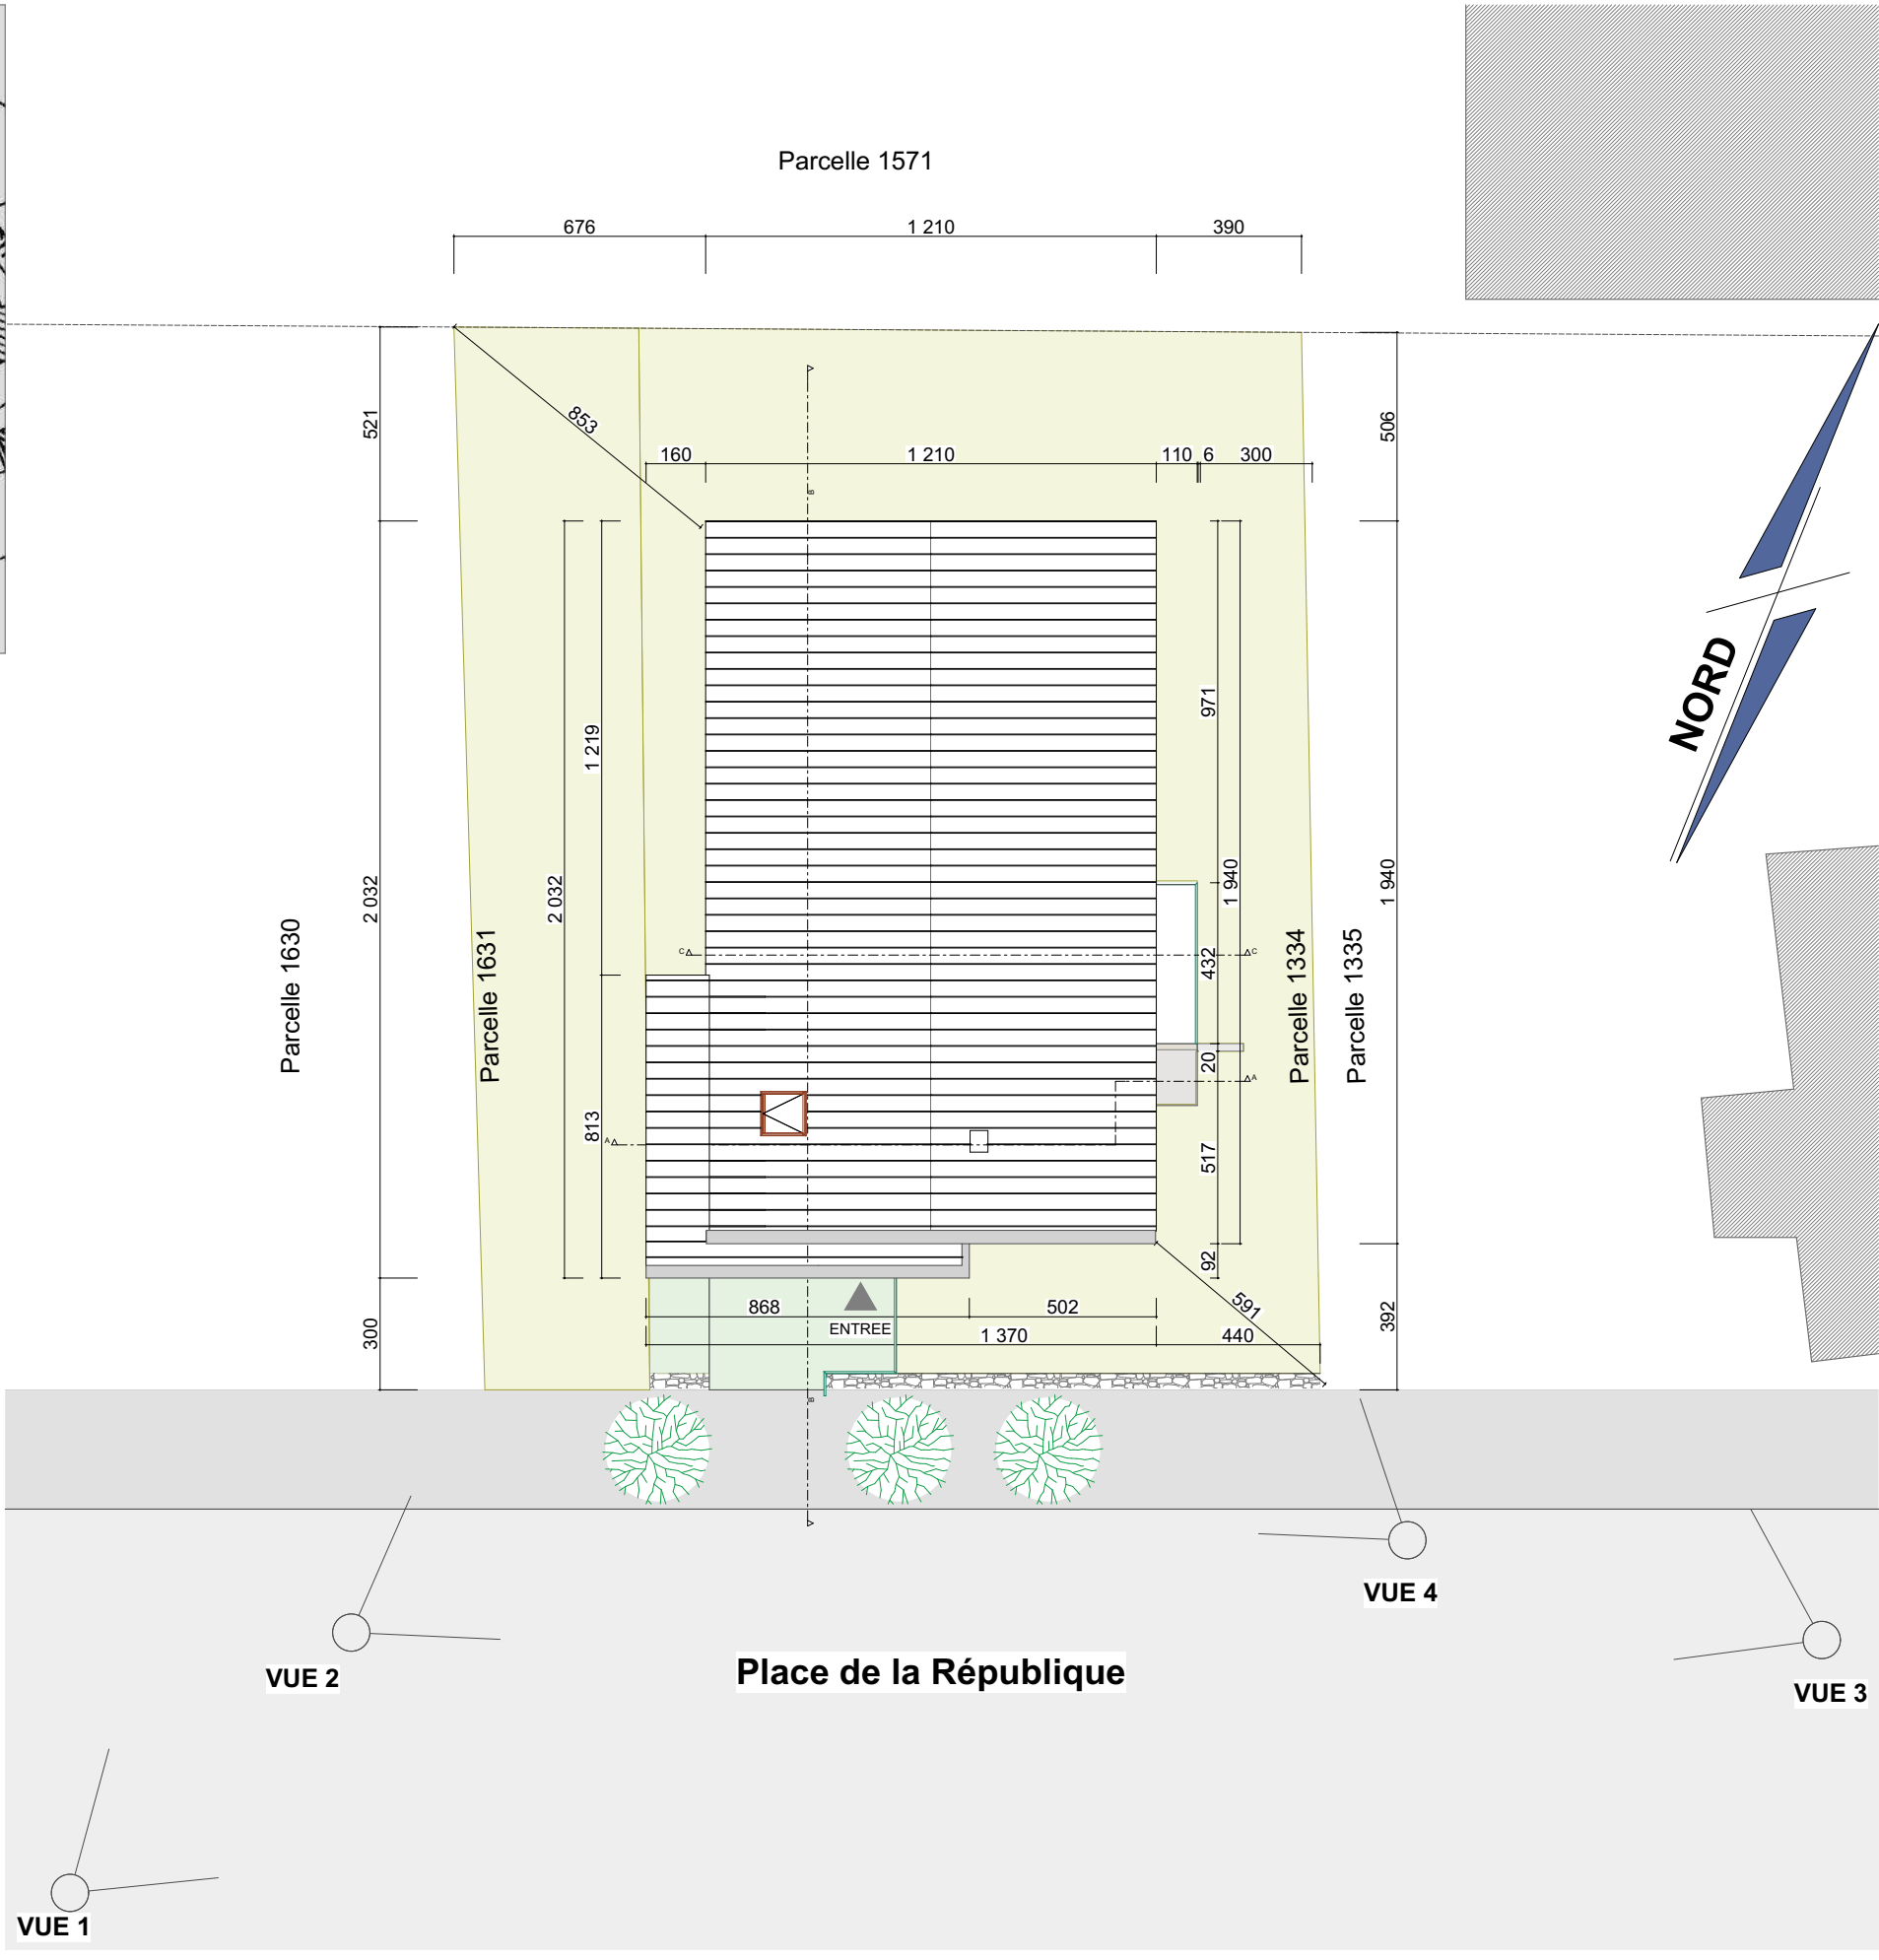 Parcelle 1571
676
1 210
390
521
853
506
160
1 210
110
6
300
B
NORD
971
1 219
2 032
2 032
1 940
1 940
Parcelle 1630
Parcelle 1631
Parcelle 1334
Parcelle 1335
C
C
432
20
A
813
A
517
92
300
868
502
591
392
ENTREE
1 370
440
B
VUE 4
VUE 2
Place de la République
VUE 3
VUE 1